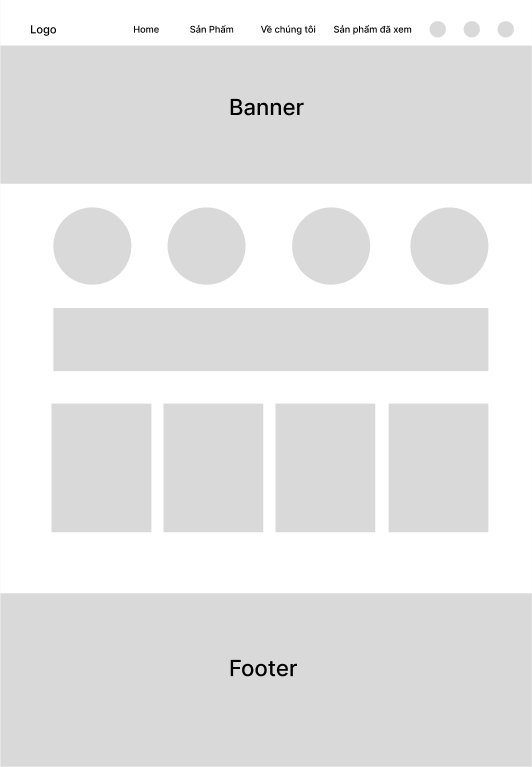 Logo
Home
Sản Phẩm
Về chúng tôi
Sản phẩm đã xem
Banner
Footer